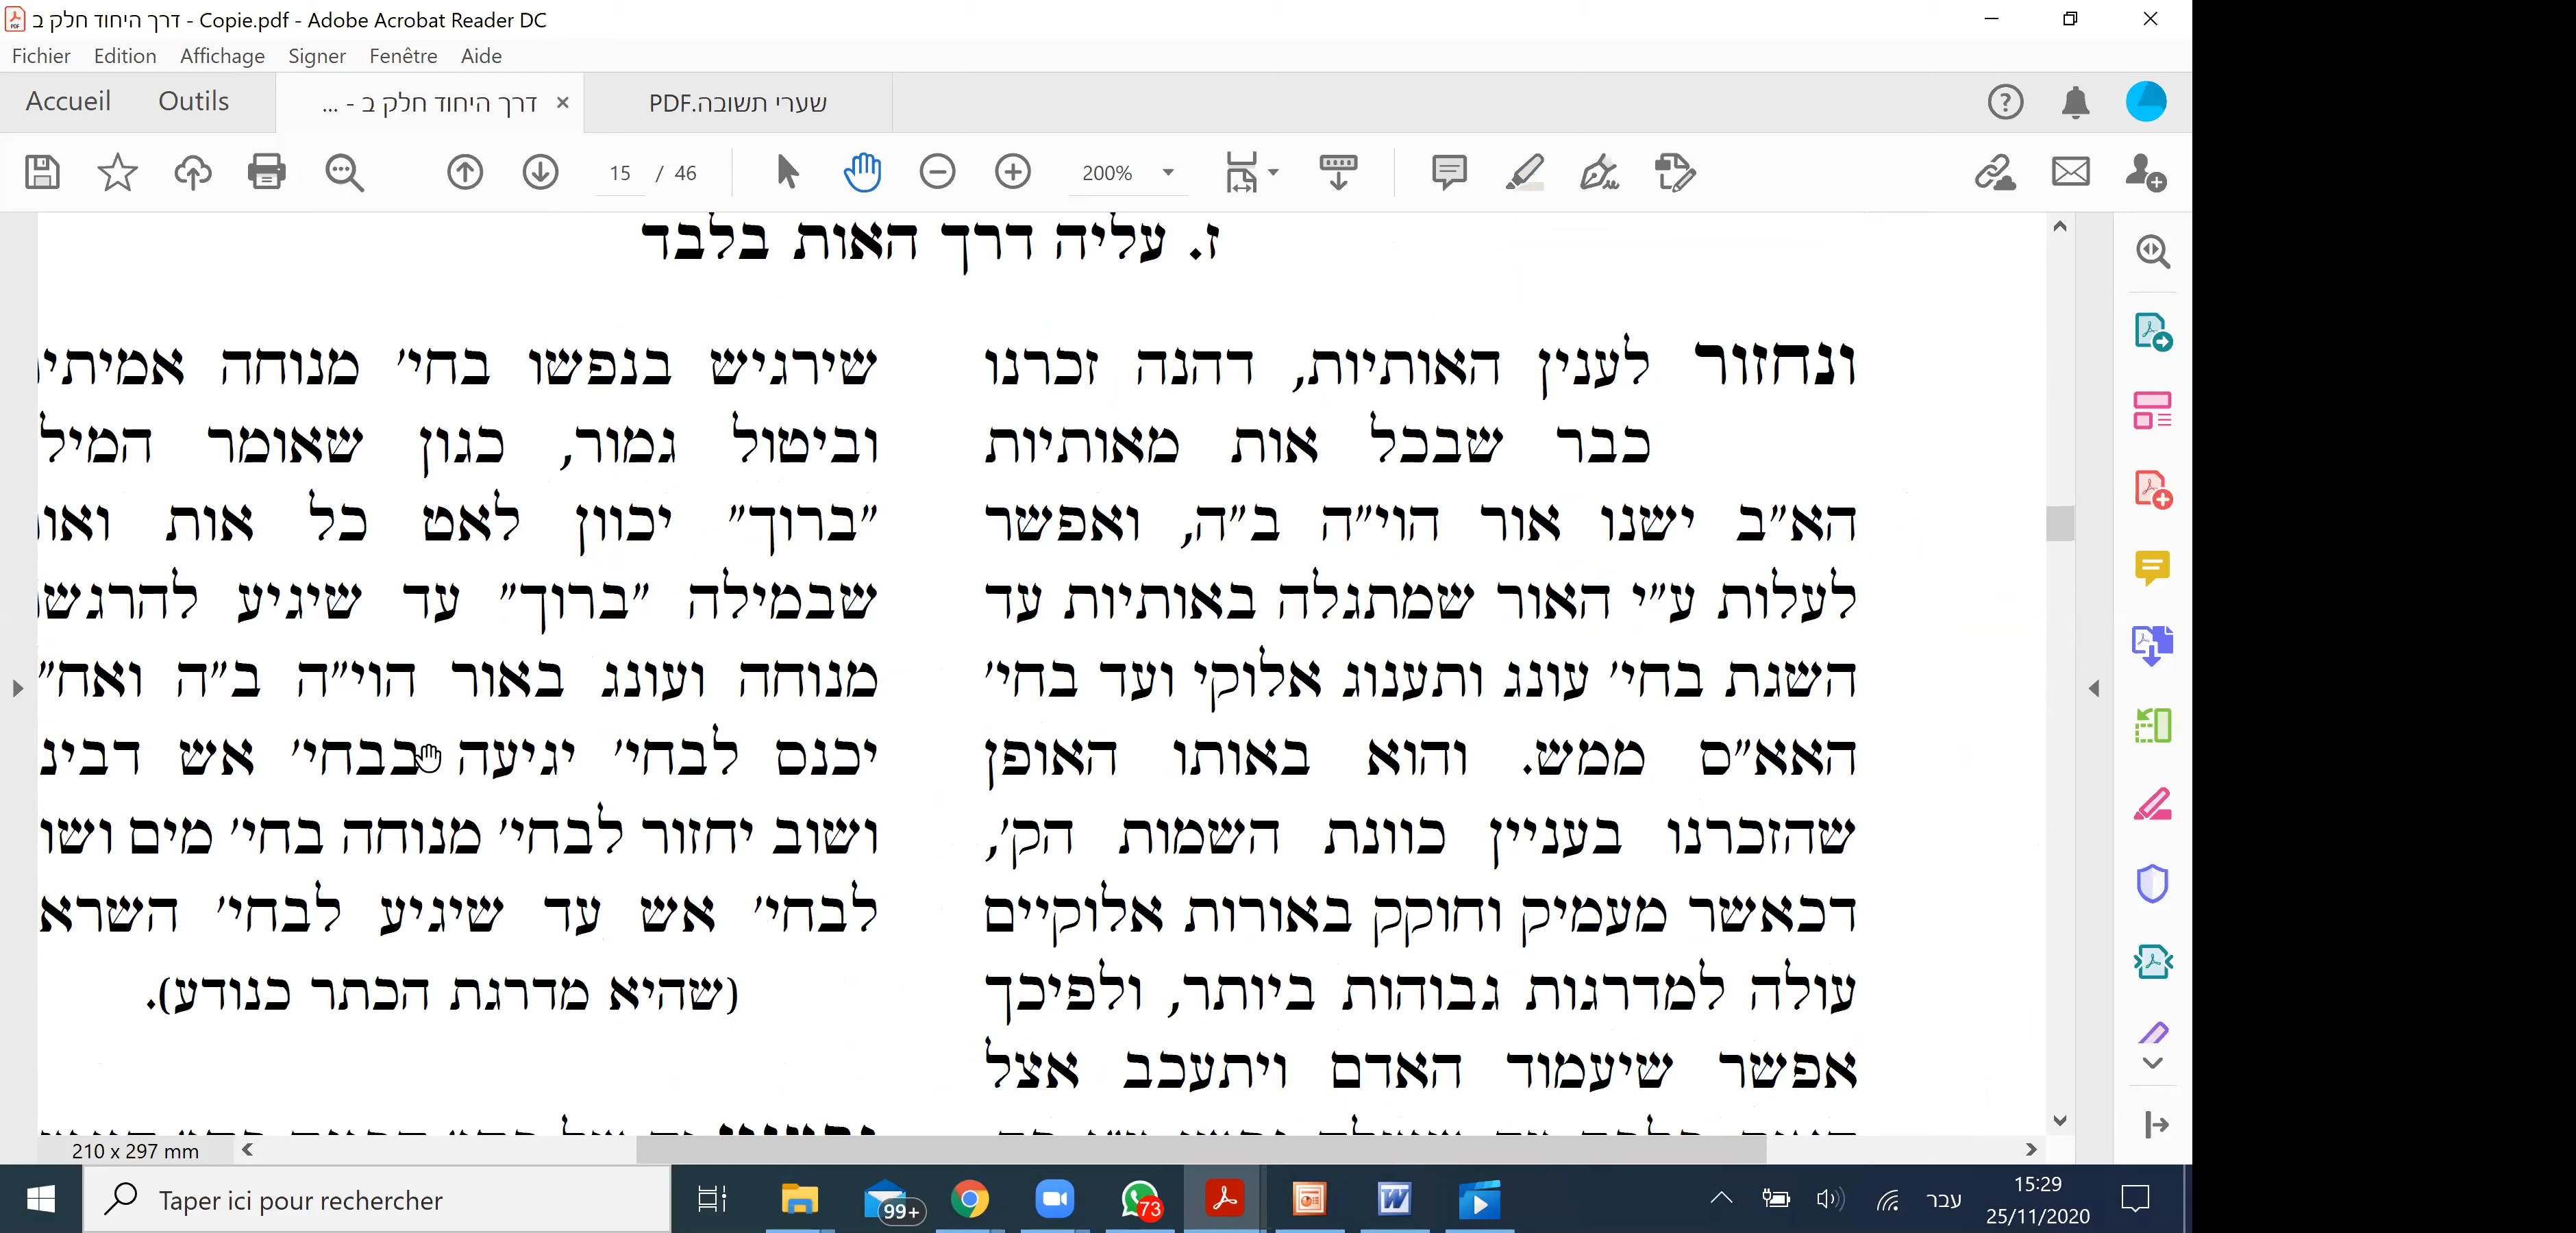 דרך היחוד חלק ב - Copie.pdf - Adobe Acrobat Reader DC
Fichier Edition Affichage Signer Fenêtre Aide
Accueil Outils
דרך היחוד חלק ב - ...
שערי תשובה.PDF
15 / 46
200%
ז. עליה דרך האות בלבד
ונחזור לענין האותיות, דהנה זכרנו
כבר שבכל אות מאותיות
הא״ב ישנו אור הוי״ה ב״ה, ואפשר
לעלות ע״י האור שמתגלה באותיות עד
השגת בחי׳ עונג ותענוג אלוקי ועד בחי׳
האא״ס ממש. והוא באותו האופן
שהזכרנו בעניין כוונת השמות הק׳,
דכאשר מעמיק וחוקק באורות אלוקיים
עולה למדרגות גבוהות ביותר, ולפיכך
אפשר שיעמוד האדם ויתעכב אצל
שירגיש בנפשו בחי׳ מנוחה
וביטול גמור, כגון שאומר
״ברוך״ יכוון לאט כל אות
שבמילה ״ברוך״ עד שיגיע
מנוחה ועונג באור הוי״ה ב״ה ואח״
יכנס לבחי׳ יגיעה בבחי׳ אש
ושוב יחזור לבחי׳ מנוחה בחי׳ מים
לבחי׳ אש עד שיגיע לבחי׳
(שהיא מדרגת הכתר כנודע).
210 x 297 mm
Taper ici pour rechercher
99+
73
עבר
15:29
25/11/2020